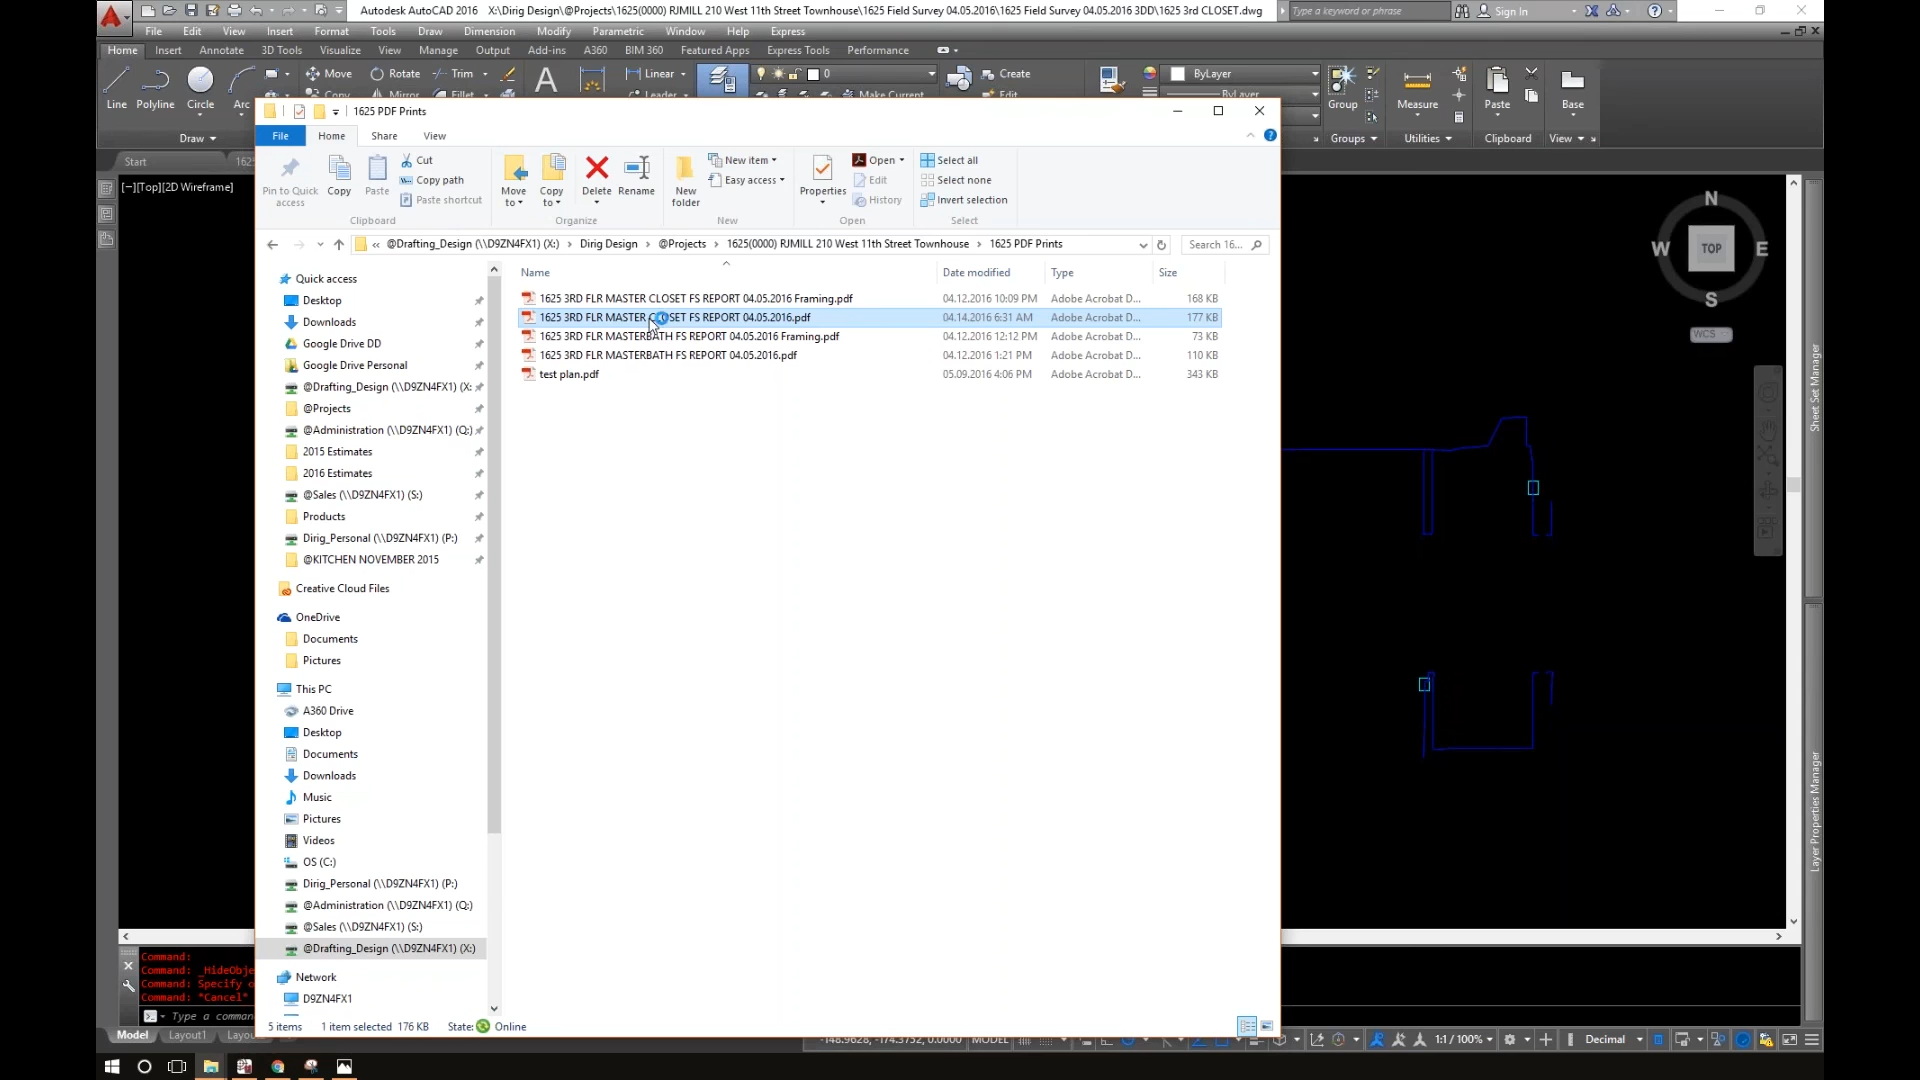 Autodesk AutoCAD 2016 X:\Dirig Design\@Projects\1625(0000) RJMILL 210 West 11th Street Townhouse\1625 Field Survey 04.05.2016\1625 Field Survey 04.05.2016 3DD\1625 3rd CLOSET.dwg
Type a keyword or phrase
Sign In
File Edit View Insert Format Tools Draw Dimension Modify Parametric Window Help Express
Home Insert Annotate 3D Tools Visualize View Manage Output Add-ins A360 BIM 360 Featured Apps Express Tools Performance
Line Polyline Circle Arc
Move Rotate Trim
Copy Mirror Fillet
Linear
Leader
0
Make Current
Create
Edit
ByLayer
ByLayer
Group Measure Paste Base
Draw
Groups Utilities Clipboard View
Start
1625
[−][Top][2D Wireframe]
1625 PDF Prints
File Home Share View
Pin to Quick access
Copy
Paste
Cut
Copy path
Paste shortcut
Move to
Copy to
Delete
Rename
New folder
New item
Easy access
Properties
Open
Edit
History
Select all
Select none
Invert selection
Clipboard Organize New Open Select
« @Drafting_Design (\\D9ZN4FX1) (X:) › Dirig Design › @Projects › 1625(0000) RJMILL 210 West 11th Street Townhouse › 1625 PDF Prints
Search 16...
Name Date modified Type Size
1625 3RD FLR MASTER CLOSET FS REPORT 04.05.2016 Framing.pdf 04.12.2016 10:09 PM Adobe Acrobat D... 168 KB
1625 3RD FLR MASTER CLOSET FS REPORT 04.05.2016.pdf 04.14.2016 6:31 AM Adobe Acrobat D... 177 KB
1625 3RD FLR MASTERBATH FS REPORT 04.05.2016 Framing.pdf 04.12.2016 12:12 PM Adobe Acrobat D... 73 KB
1625 3RD FLR MASTERBATH FS REPORT 04.05.2016.pdf 04.12.2016 1:21 PM Adobe Acrobat D... 110 KB
test plan.pdf 05.09.2016 4:06 PM Adobe Acrobat D... 343 KB
Quick access
Desktop
Downloads
Google Drive DD
Google Drive Personal
@Drafting_Design (\\D9ZN4FX1) (X:
@Projects
@Administration (\\D9ZN4FX1) (Q:)
2015 Estimates
2016 Estimates
@Sales (\\D9ZN4FX1) (S:)
Products
Dirig_Personal (\\D9ZN4FX1) (P:)
@KITCHEN NOVEMBER 2015
Creative Cloud Files
OneDrive
Documents
Pictures
This PC
A360 Drive
Desktop
Documents
Downloads
Music
Pictures
Videos
OS (C:)
Dirig_Personal (\\D9ZN4FX1) (P:)
@Administration (\\D9ZN4FX1) (Q:)
@Sales (\\D9ZN4FX1) (S:)
@Drafting_Design (\\D9ZN4FX1) (X:)
Network
D9ZN4FX1
5 items 1 item selected 176 KB State: Online
N
W TOP E
S
WCS
Sheet Set Manager
Layer Properties Manager
Command:
Command: _HideObje
Command: Specify o
Command: *Cancel*
Type a comman
Model Layout1 Layou
-148.9628, -174.3752, 0.0000 MODEL
1:1 / 100%
Decimal